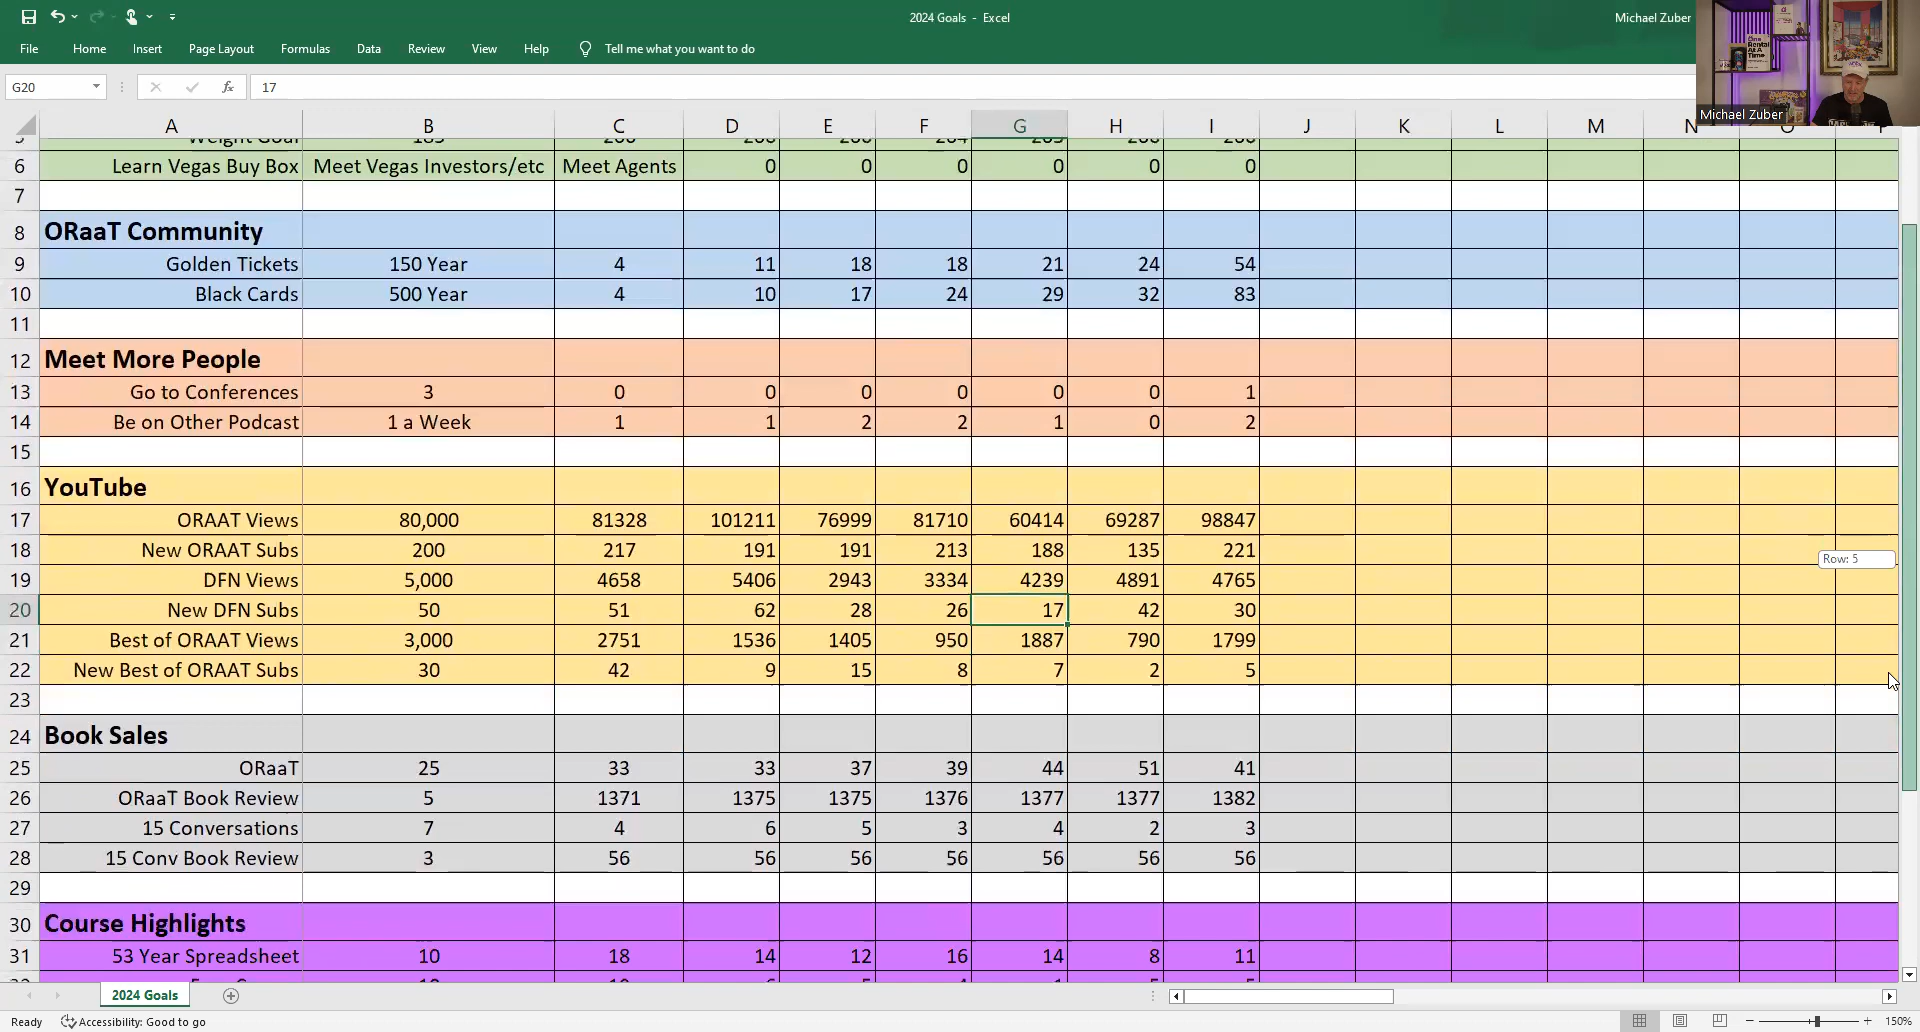 2024 Goals - Excel
Michael Zuber
File Home Insert Page Layout Formulas Data Review View Help Tell me what you want to do
G20 fx 17
Michael Zuber
A B C D E F G H I J K L M N
Weight Goal
6 Learn Vegas Buy Box Meet Vegas Investors/etc Meet Agents 0 0 0 0 0 0
7
8 ORaaT Community
9 Golden Tickets 150 Year 4 11 18 18 21 24 54
10 Black Cards 500 Year 4 10 17 24 29 32 83
11
12 Meet More People
13 Go to Conferences 3 0 0 0 0 0 0 1
14 Be on Other Podcast 1 a Week 1 1 2 2 1 0 2
15
16 YouTube
17 ORAAT Views 80,000 81328 101211 76999 81710 60414 69287 98847
18 New ORAAT Subs 200 217 191 191 213 188 135 221
Row: 5
19 DFN Views 5,000 4658 5406 2943 3334 4239 4891 4765
20 New DFN Subs 50 51 62 28 26 17 42 30
21 Best of ORAAT Views 3,000 2751 1536 1405 950 1887 790 1799
22 New Best of ORAAT Subs 30 42 9 15 8 7 2 5
23
24 Book Sales
25 ORaaT 25 33 33 37 39 44 51 41
26 ORaaT Book Review 5 1371 1375 1375 1376 1377 1377 1382
27 15 Conversations 7 4 6 5 3 4 2 3
28 15 Conv Book Review 3 56 56 56 56 56 56 56
29
30 Course Highlights
31 53 Year Spreadsheet 10 18 14 12 16 14 8 11
2024 Goals
Ready Accessibility: Good to go 150%